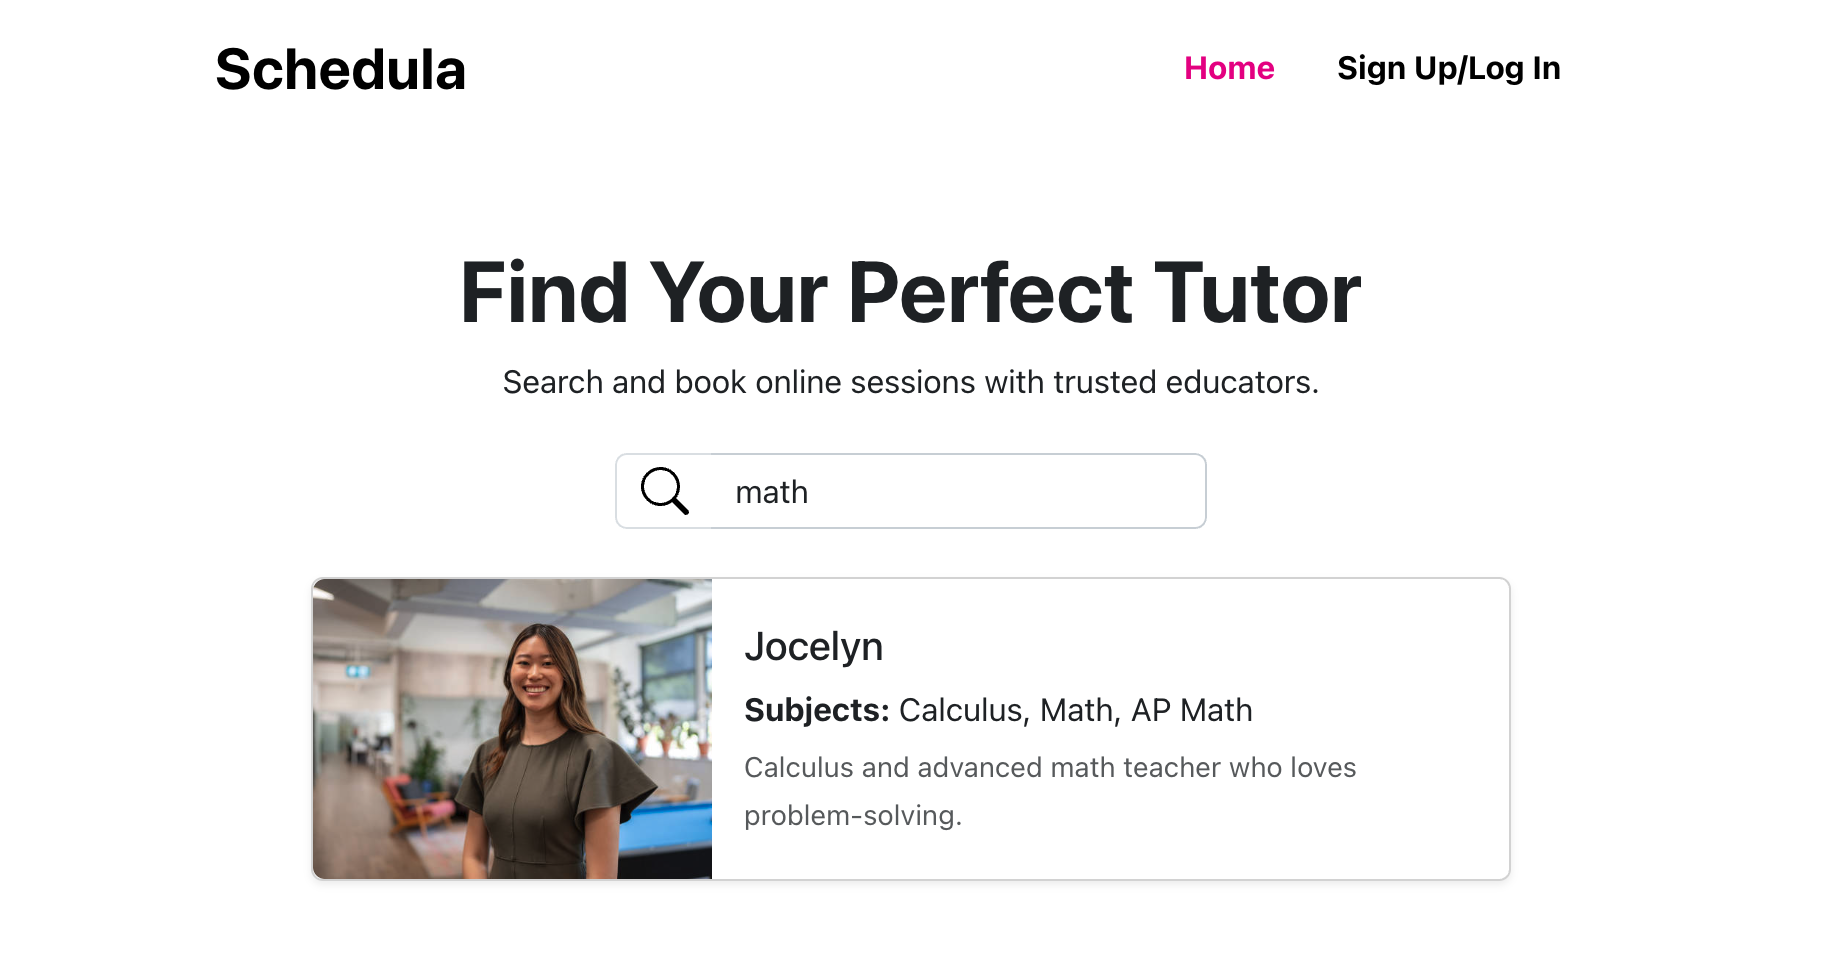 Schedula
Home
Sign Up/Log In
Find Your Perfect Tutor
Search and book online sessions with trusted educators.
math
Jocelyn
Subjects: Calculus, Math, AP Math
Calculus and advanced math teacher who loves
problem-solving.